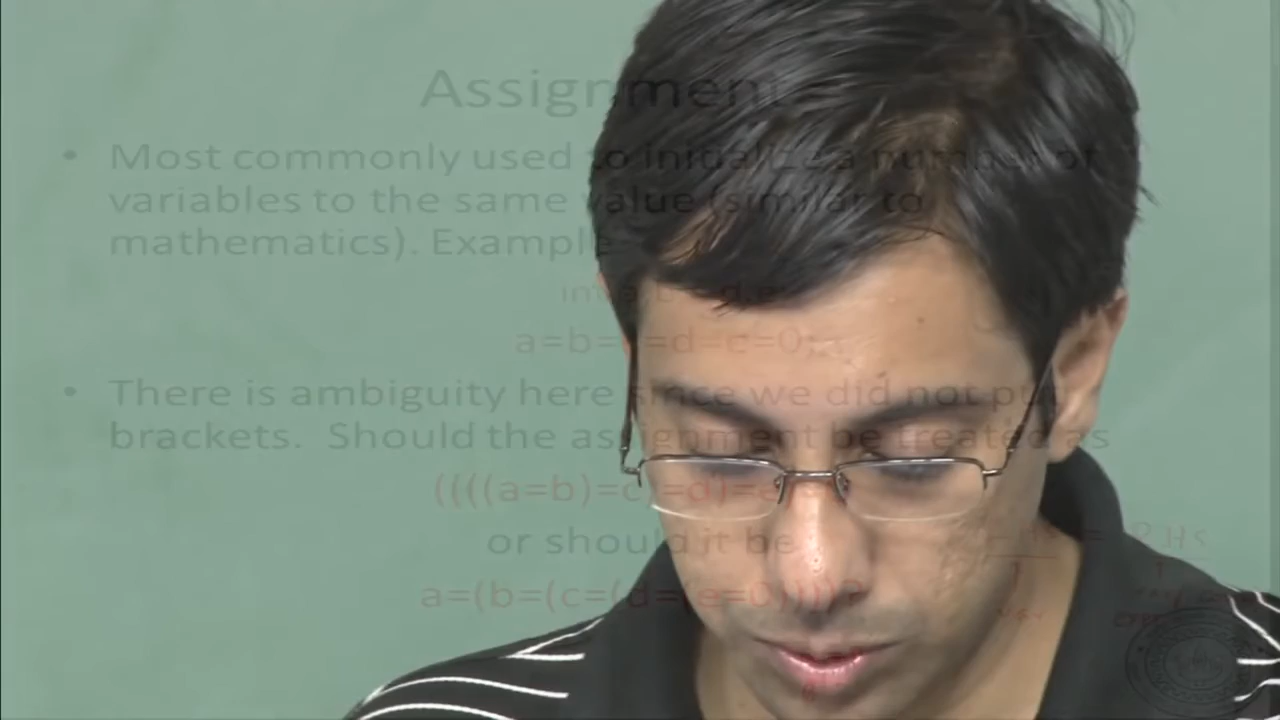 Assignment =
• Most commonly used to initialize a number of
variables to the same value (similar to
mathematics). Example
int
a=b=c=d=e=0;
• There is ambiguity here since we did not put
brackets. Should the assignment be treated as
((((a=b)=c)=d)=e
or should it be
a=(b=(c=(d=(e=0))))